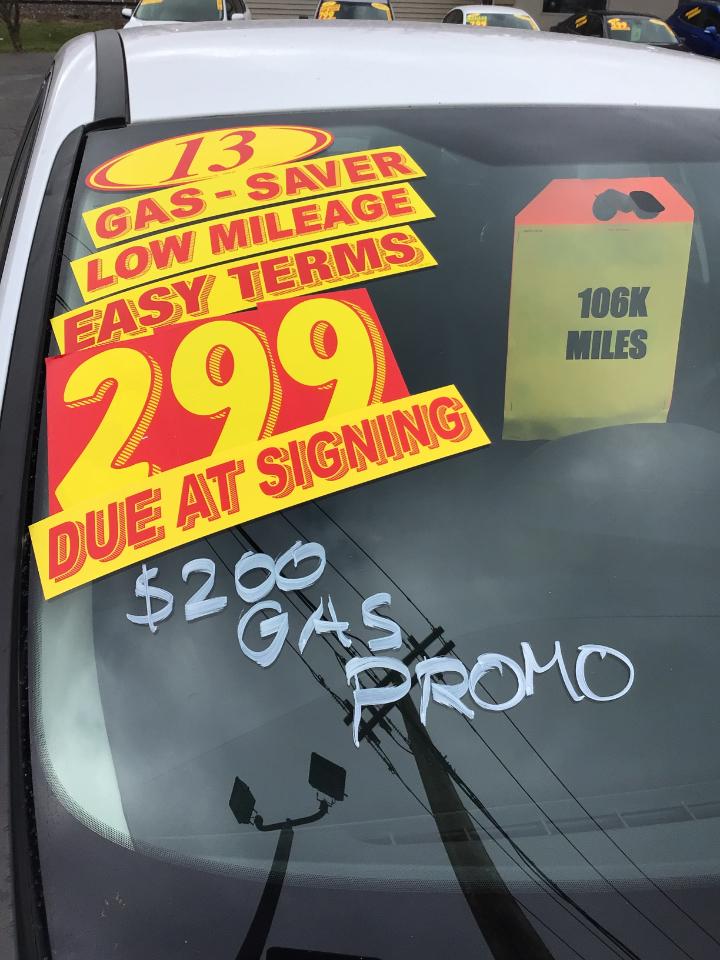 13
GAS-SAVER
LOW MILEAGE
EASY TERMS
299
DUE AT SIGNING
106K
MILES
$200
GAS
PROMO